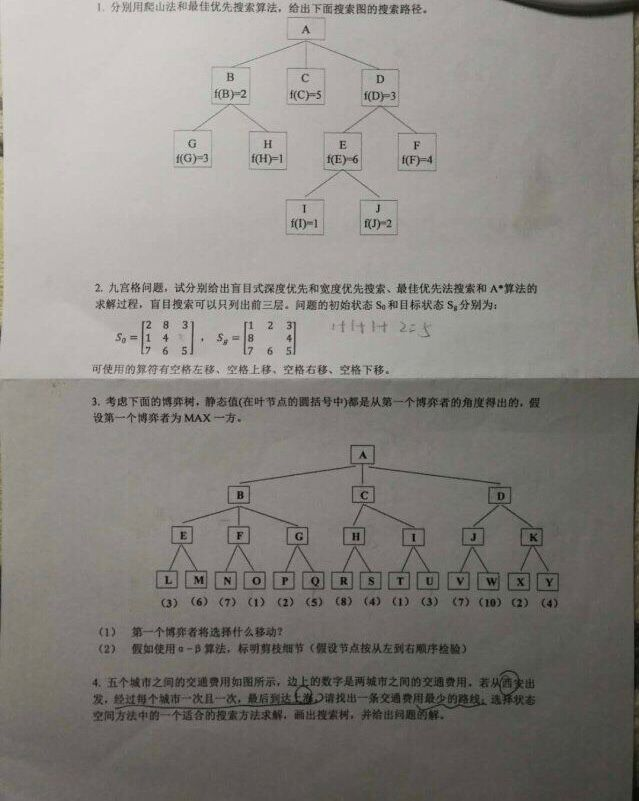 1. 分别用爬山法和最佳优先搜索算法，给出下面搜索图的搜索路径。
A
B C D
f(B)=2 f(C)=5 f(D)=3
G H E F
f(G)=3 f(H)=1 f(E)=6 f(F)=4
I J
f(I)=1 f(J)=2
2. 九宫格问题，试分别给出盲目式深度优先和宽度优先搜索、最佳优先法搜索和 A*算法的
求解过程，盲目搜索可以只列出前三层。问题的初始状态 S₀ 和目标状态 Sg 分别为：
2 8 3 1 2 3 1+1+1+ 2=5
S₀ = 1 4 ， Sg = 8 4
7 6 5 7 6 5
可使用的算符有空格左移、空格上移、空格右移、空格下移。
3. 考虑下面的博弈树，静态值(在叶节点的圆括号中)都是从第一个博弈者的角度得出的，假
设第一个博弈者为 MAX 一方。
A
B C D
E F G H I J K
L M N O P Q R S T U V W X Y
(3) (6) (7) (1) (2) (5) (8) (4) (1) (3) (7) (10) (2) (4)
(1) 第一个博弈者将选择什么移动？
(2) 假如使用α-β算法，标明剪枝细节（假设节点按从左到右顺序检验）
4. 五个城市之间的交通费用如图所示，边上的数字是两城市之间的交通费用。若从西安出
发，经过每个城市一次且一次，最后到达上海，请找出一条交通费用最少的路线。选择状态
空间方法中的一个适合的搜索方法求解，画出搜索树，并给出问题的解。